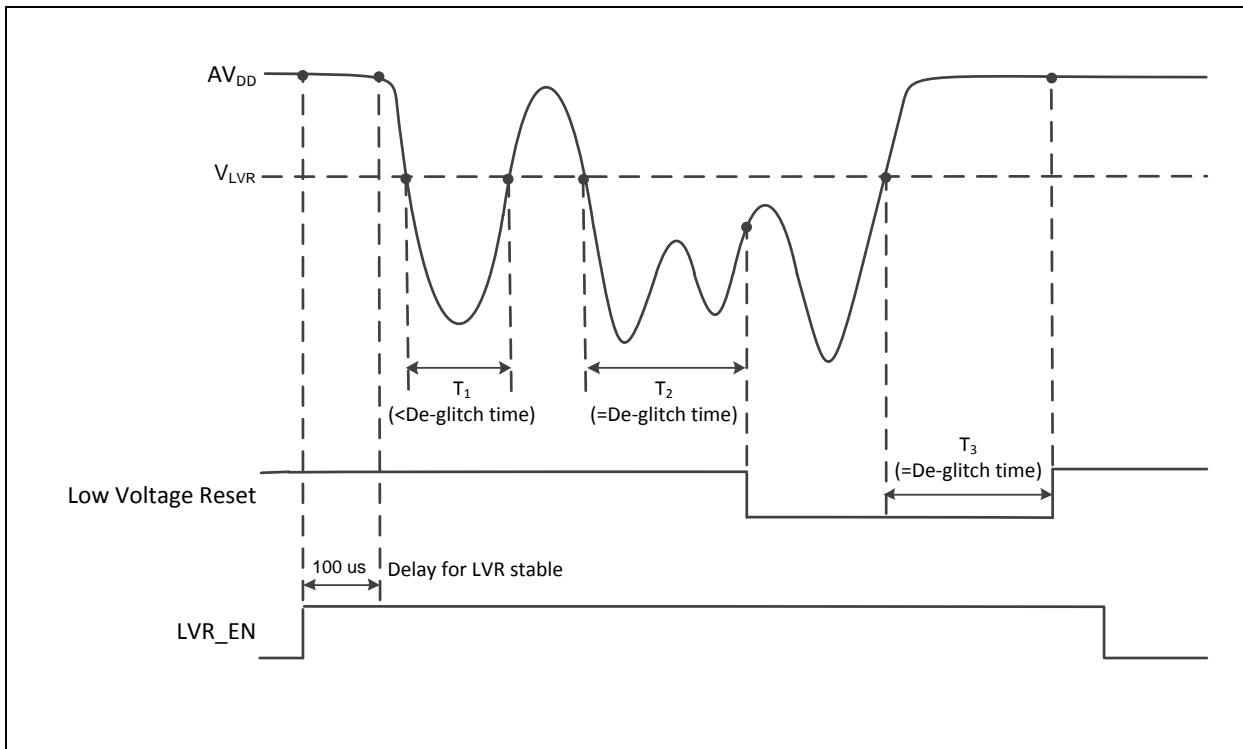 AVDD
VLVR
T1
(<De-glitch time)
T2
(=De-glitch time)
T3
(=De-glitch time)
Low Voltage Reset
100 us
Delay for LVR stable
LVR_EN